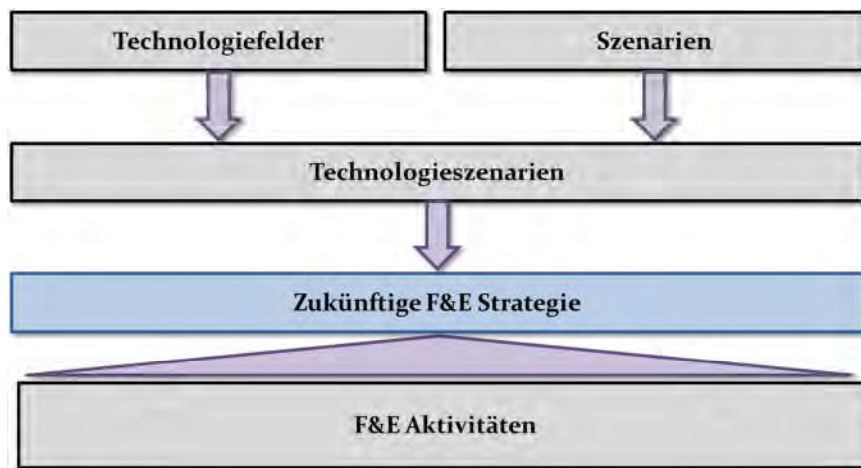 Technologiefelder
Szenarien
Technologieszenarien
Zukünftige F&E Strategie
F&E Aktivitäten